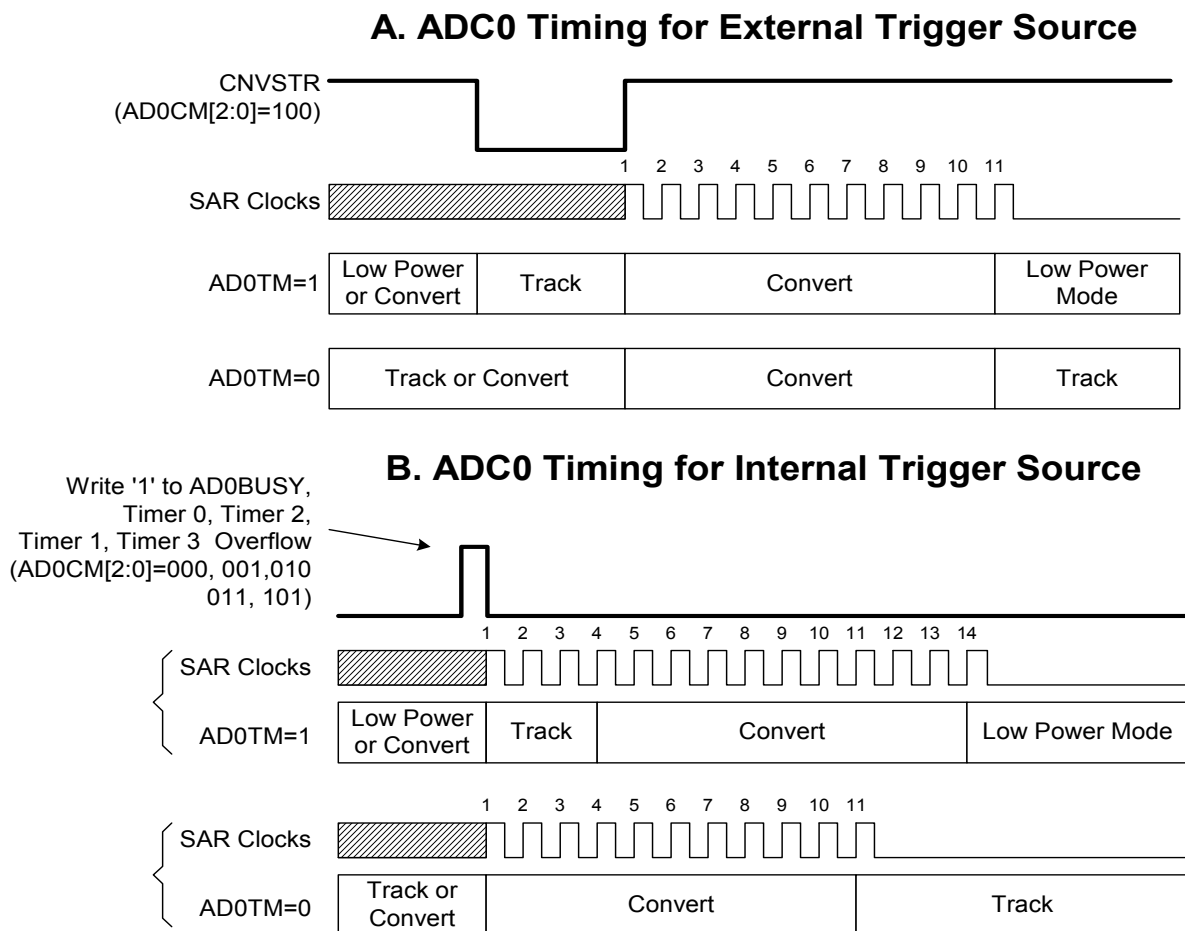 A. ADC0 Timing for External Trigger Source
CNVSTR
(AD0CM[2:0]=100)
1 2 3 4 5 6 7 8 9 10 11
SAR Clocks
AD0TM=1
Low Power
or Convert
Track
Convert
Low Power
Mode
AD0TM=0
Track or Convert
Convert
Track
B. ADC0 Timing for Internal Trigger Source
Write '1' to AD0BUSY,
Timer 0, Timer 2,
Timer 1, Timer 3 Overflow
(AD0CM[2:0]=000, 001,010
011, 101)
1 2 3 4 5 6 7 8 9 10 11 12 13 14
SAR Clocks
AD0TM=1
Low Power
or Convert
Track
Convert
Low Power Mode
1 2 3 4 5 6 7 8 9 10 11
SAR Clocks
AD0TM=0
Track or
Convert
Convert
Track